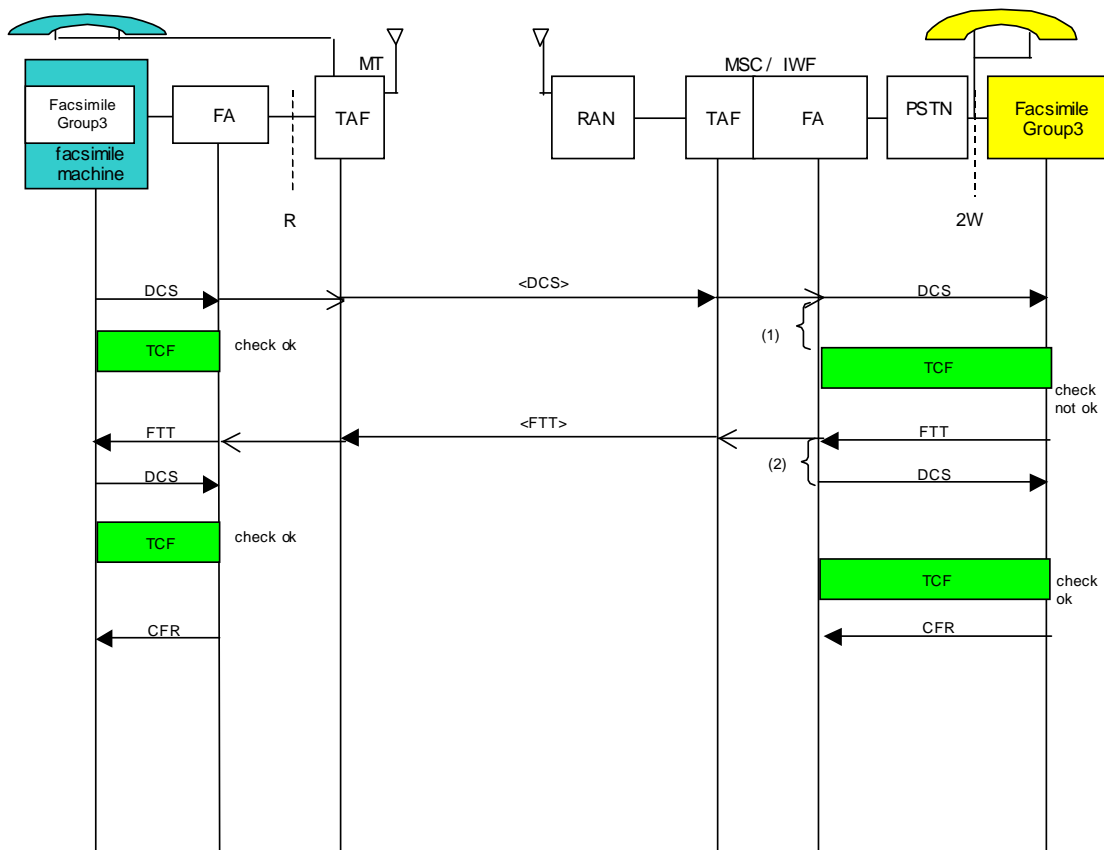 MT
MSC / IWF
Facsimile
Group3
facsimile
machine
FA
TAF
RAN
TAF
FA
PSTN
Facsimile
Group3
R
2W
DCS
<DCS>
DCS
(1)
TCF
check ok
TCF
check
not ok
FTT
<FTT>
FTT
(2)
DCS
DCS
TCF
check ok
TCF
check
ok
CFR
CFR